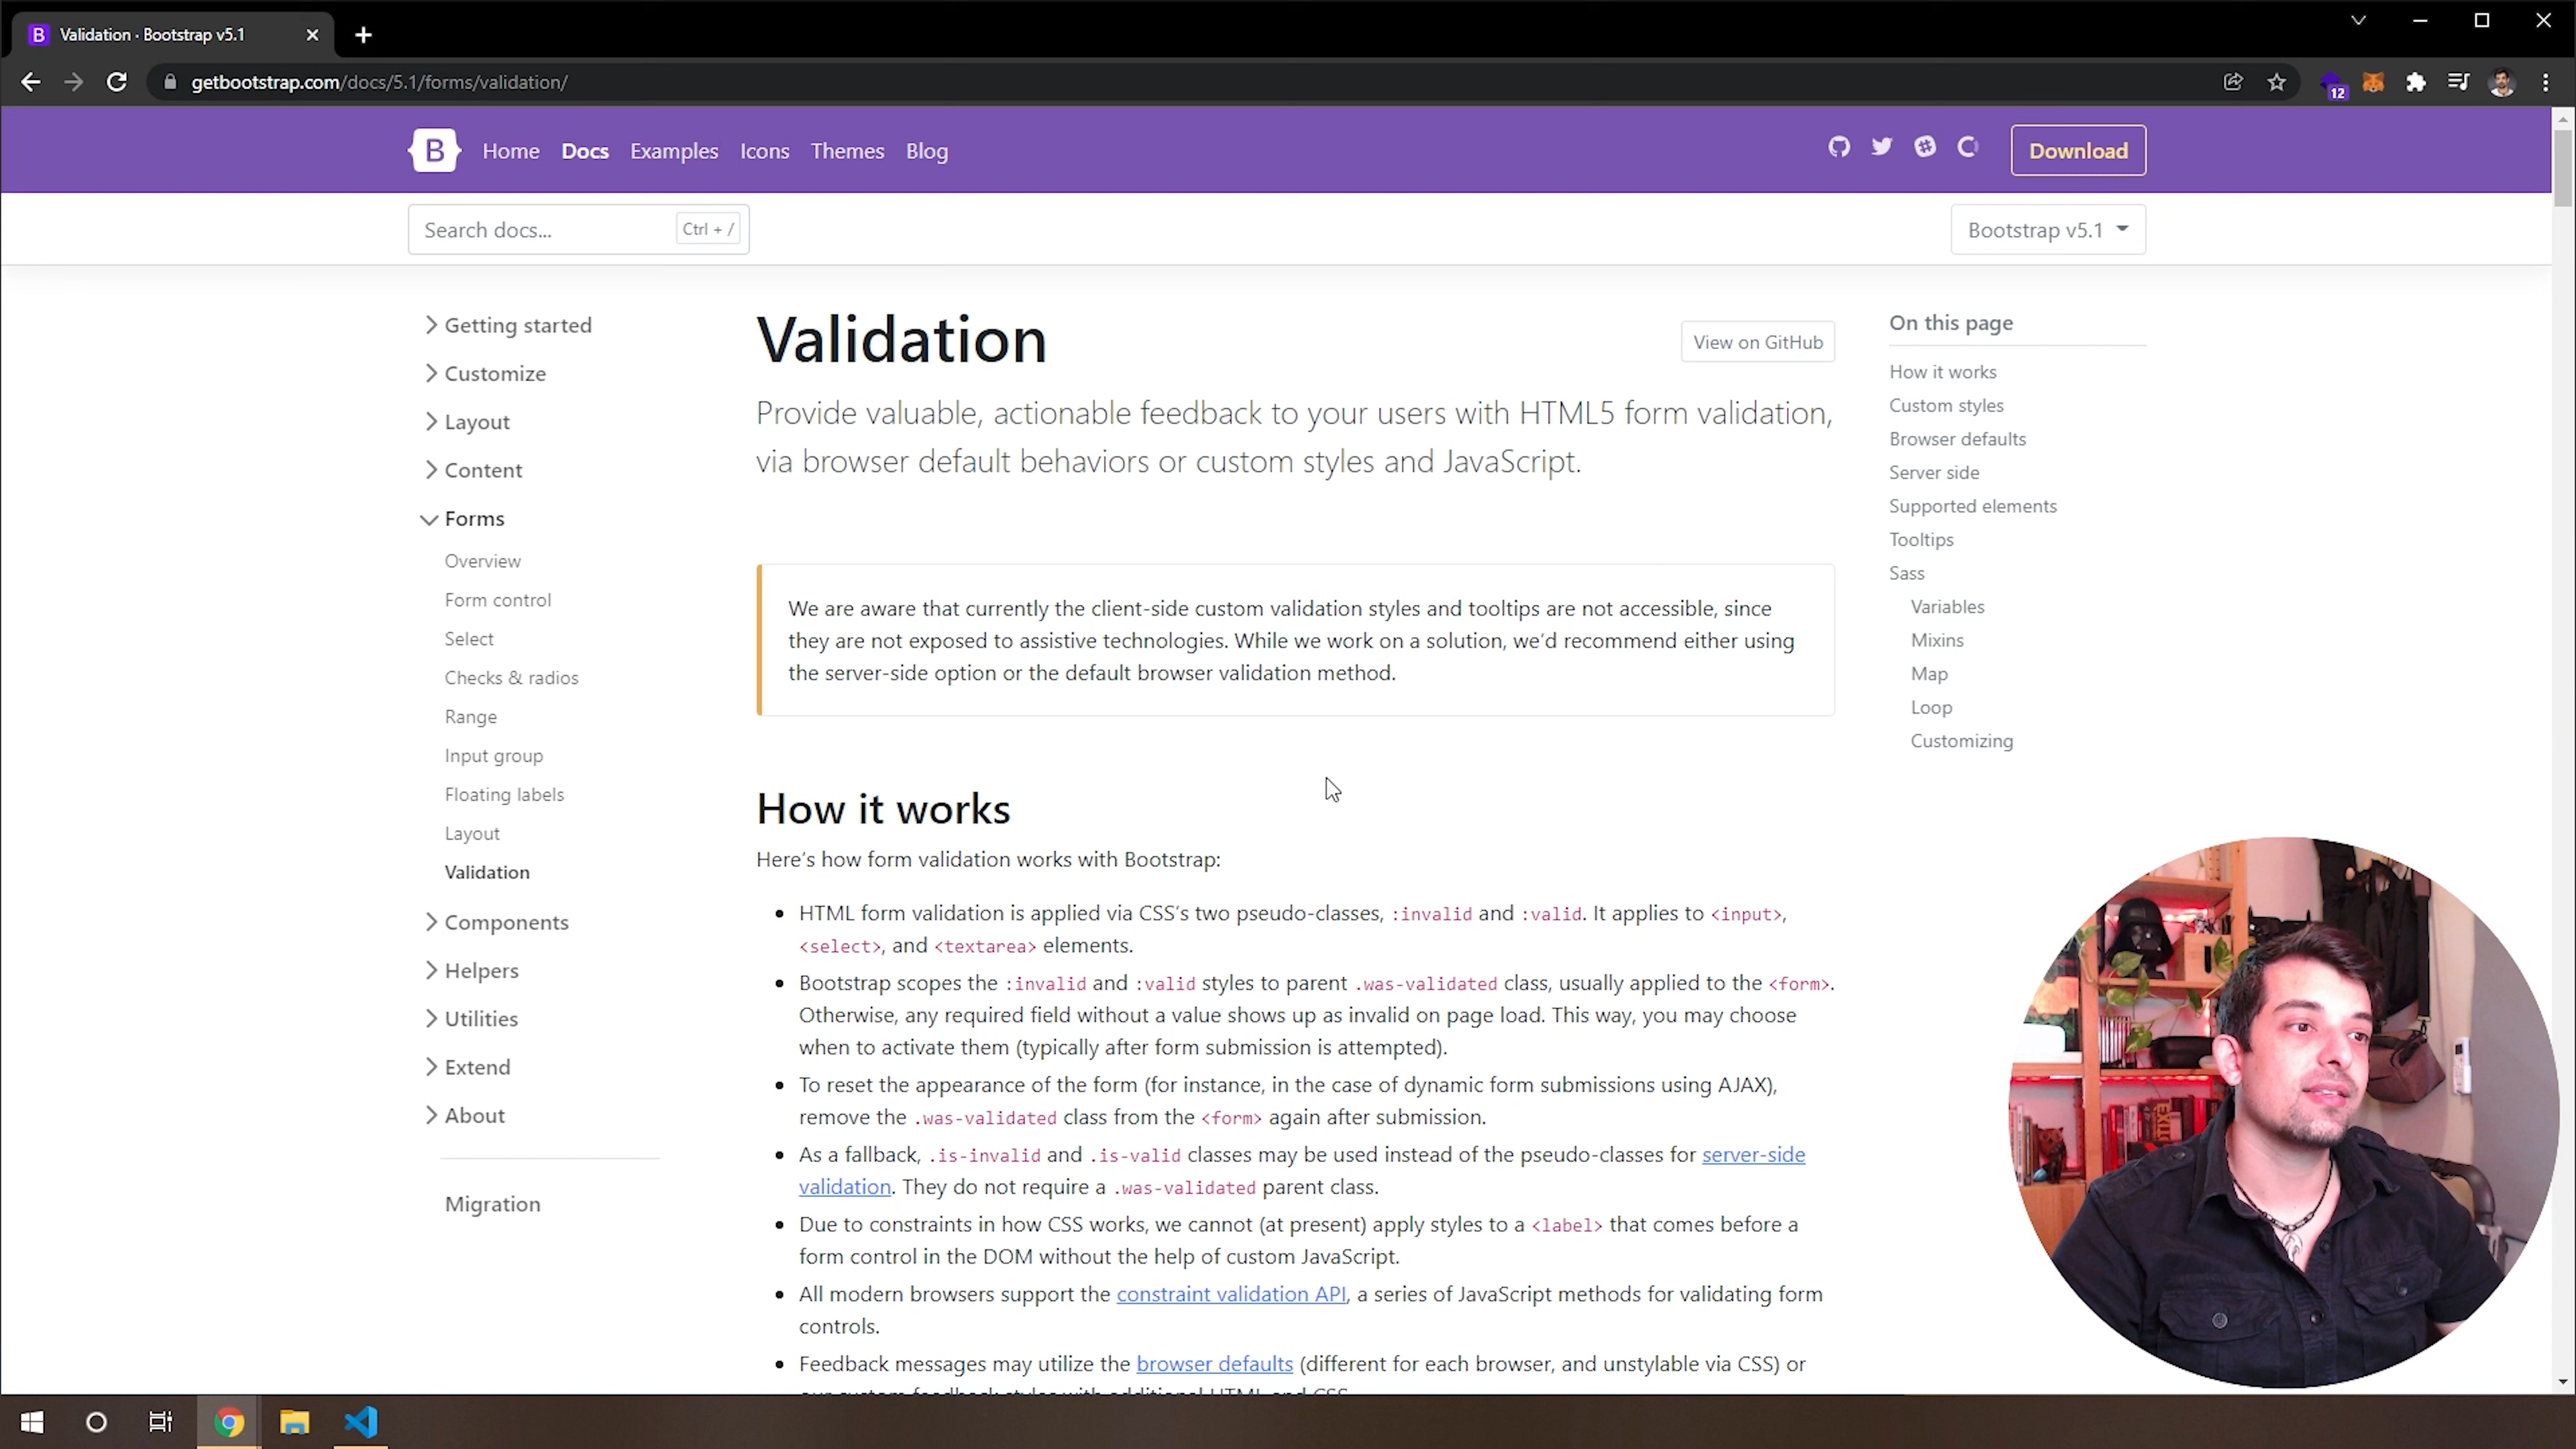 Validation · Bootstrap v5.1
getbootstrap.com/docs/5.1/forms/validation/
12
B
Home Docs Examples Icons Themes Blog
Download
Search docs...
Ctrl + /
Bootstrap v5.1
Getting started
Customize
Layout
Content
Forms
Overview
Form control
Select
Checks & radios
Range
Input group
Floating labels
Layout
Validation
Components
Helpers
Utilities
Extend
About
Migration
Validation
View on GitHub
Provide valuable, actionable feedback to your users with HTML5 form validation,
via browser default behaviors or custom styles and JavaScript.
We are aware that currently the client-side custom validation styles and tooltips are not accessible, since
they are not exposed to assistive technologies. While we work on a solution, we’d recommend either using
the server-side option or the default browser validation method.
How it works
Here’s how form validation works with Bootstrap:
• HTML form validation is applied via CSS’s two pseudo-classes, :invalid and :valid. It applies to <input>,
<select>, and <textarea> elements.
• Bootstrap scopes the :invalid and :valid styles to parent .was-validated class, usually applied to the <form>.
Otherwise, any required field without a value shows up as invalid on page load. This way, you may choose
when to activate them (typically after form submission is attempted).
• To reset the appearance of the form (for instance, in the case of dynamic form submissions using AJAX),
remove the .was-validated class from the <form> again after submission.
• As a fallback, .is-invalid and .is-valid classes may be used instead of the pseudo-classes for server-side
validation. They do not require a .was-validated parent class.
• Due to constraints in how CSS works, we cannot (at present) apply styles to a <label> that comes before a
form control in the DOM without the help of custom JavaScript.
• All modern browsers support the constraint validation API, a series of JavaScript methods for validating form
controls.
• Feedback messages may utilize the browser defaults (different for each browser, and unstylable via CSS) or
our custom feedback styles with additional HTML and CSS.
On this page
How it works
Custom styles
Browser defaults
Server side
Supported elements
Tooltips
Sass
Variables
Mixins
Map
Loop
Customizing